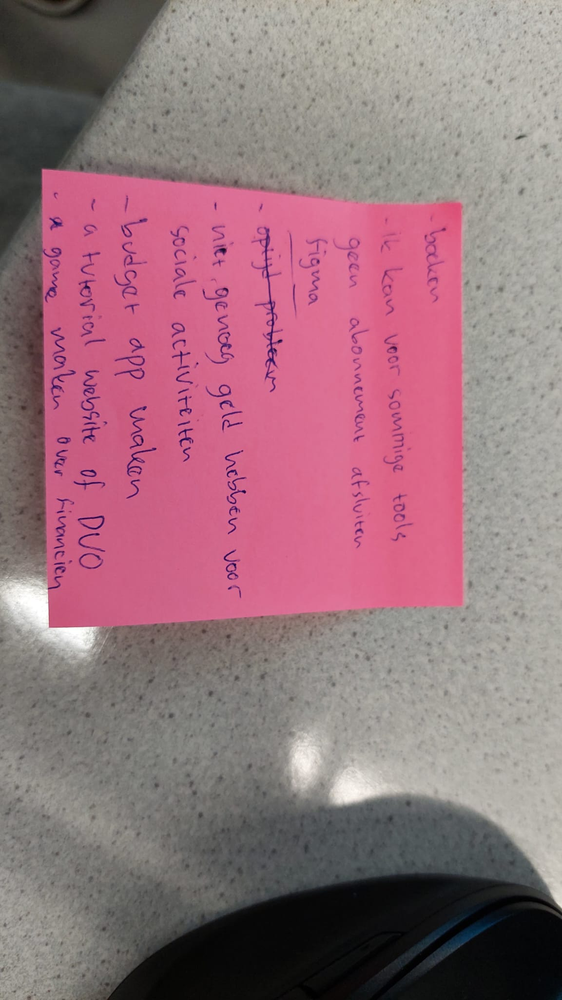 - boeken
- ik kan voor sommige tools
geen abonnement afsluiten
figma
- optijd probleem
- niet genoeg geld hebben voor
sociale activiteiten
- budget app maken
- a tutorial website of DUO
- a game maken over financien